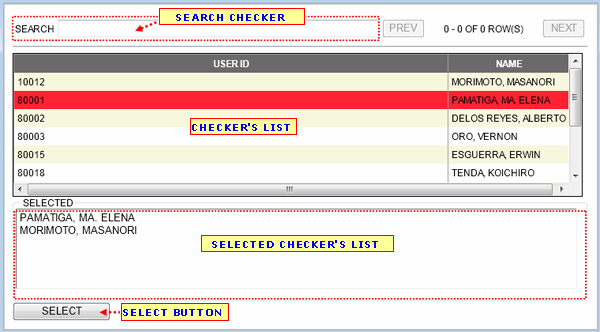 SEARCH CHECKER
SEARCH PREV 0 - 0 OF 0 ROW(S) NEXT
USER ID NAME
10012 MORIMOTO, MASANORI
80001 PAMATIGA, MA. ELENA
80002 DELOS REYES, ALBERTO
CHECKER'S LIST
80003 ORO, VERNON
80015 ESGUERRA, ERWIN
80018 TENDA, KOICHIRO
SELECTED
PAMATIGA, MA. ELENA
MORIMOTO, MASANORI
SELECTED CHECKER'S LIST
SELECT SELECT BUTTON